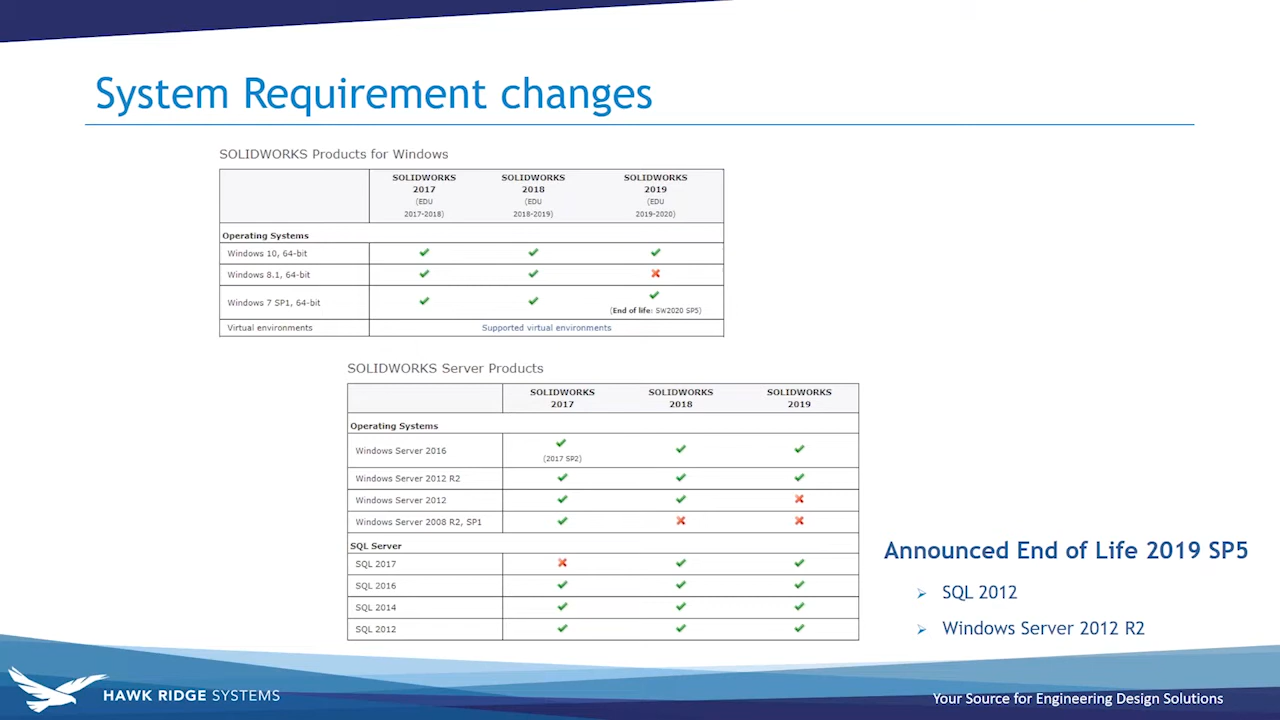 System Requirement changes
SOLIDWORKS Products for Windows
SOLIDWORKS SOLIDWORKS SOLIDWORKS
2017 2018 2019
(EDU (EDU (EDU
2017-2018) 2018-2019) 2019-2020)
Operating Systems
Windows 10, 64-bit
Windows 8.1, 64-bit
Windows 7 SP1, 64-bit
(End of life: SW2020 SP5)
Virtual environments Supported virtual environments
SOLIDWORKS Server Products
SOLIDWORKS SOLIDWORKS SOLIDWORKS
2017 2018 2019
Operating Systems
Windows Server 2016
(2017 SP2)
Windows Server 2012 R2
Windows Server 2012
Windows Server 2008 R2, SP1
SQL Server
SQL 2017
SQL 2016
SQL 2014
SQL 2012
Announced End of Life 2019 SP5
SQL 2012
Windows Server 2012 R2
HAWK RIDGE SYSTEMS
Your Source for Engineering Design Solutions